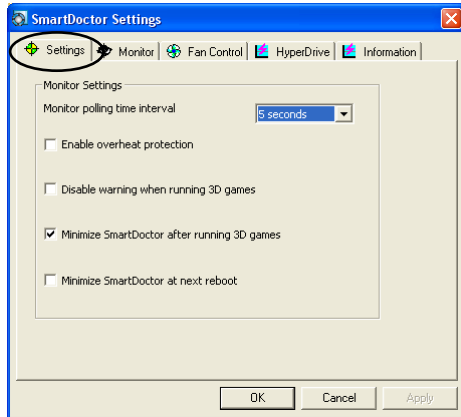 SmartDoctor Settings
Settings Monitor Fan Control HyperDrive Information
Monitor Settings
Monitor polling time interval 5 seconds
Enable overheat protection
Disable warning when running 3D games
Minimize SmartDoctor after running 3D games
Minimize SmartDoctor at next reboot
OK Cancel Apply